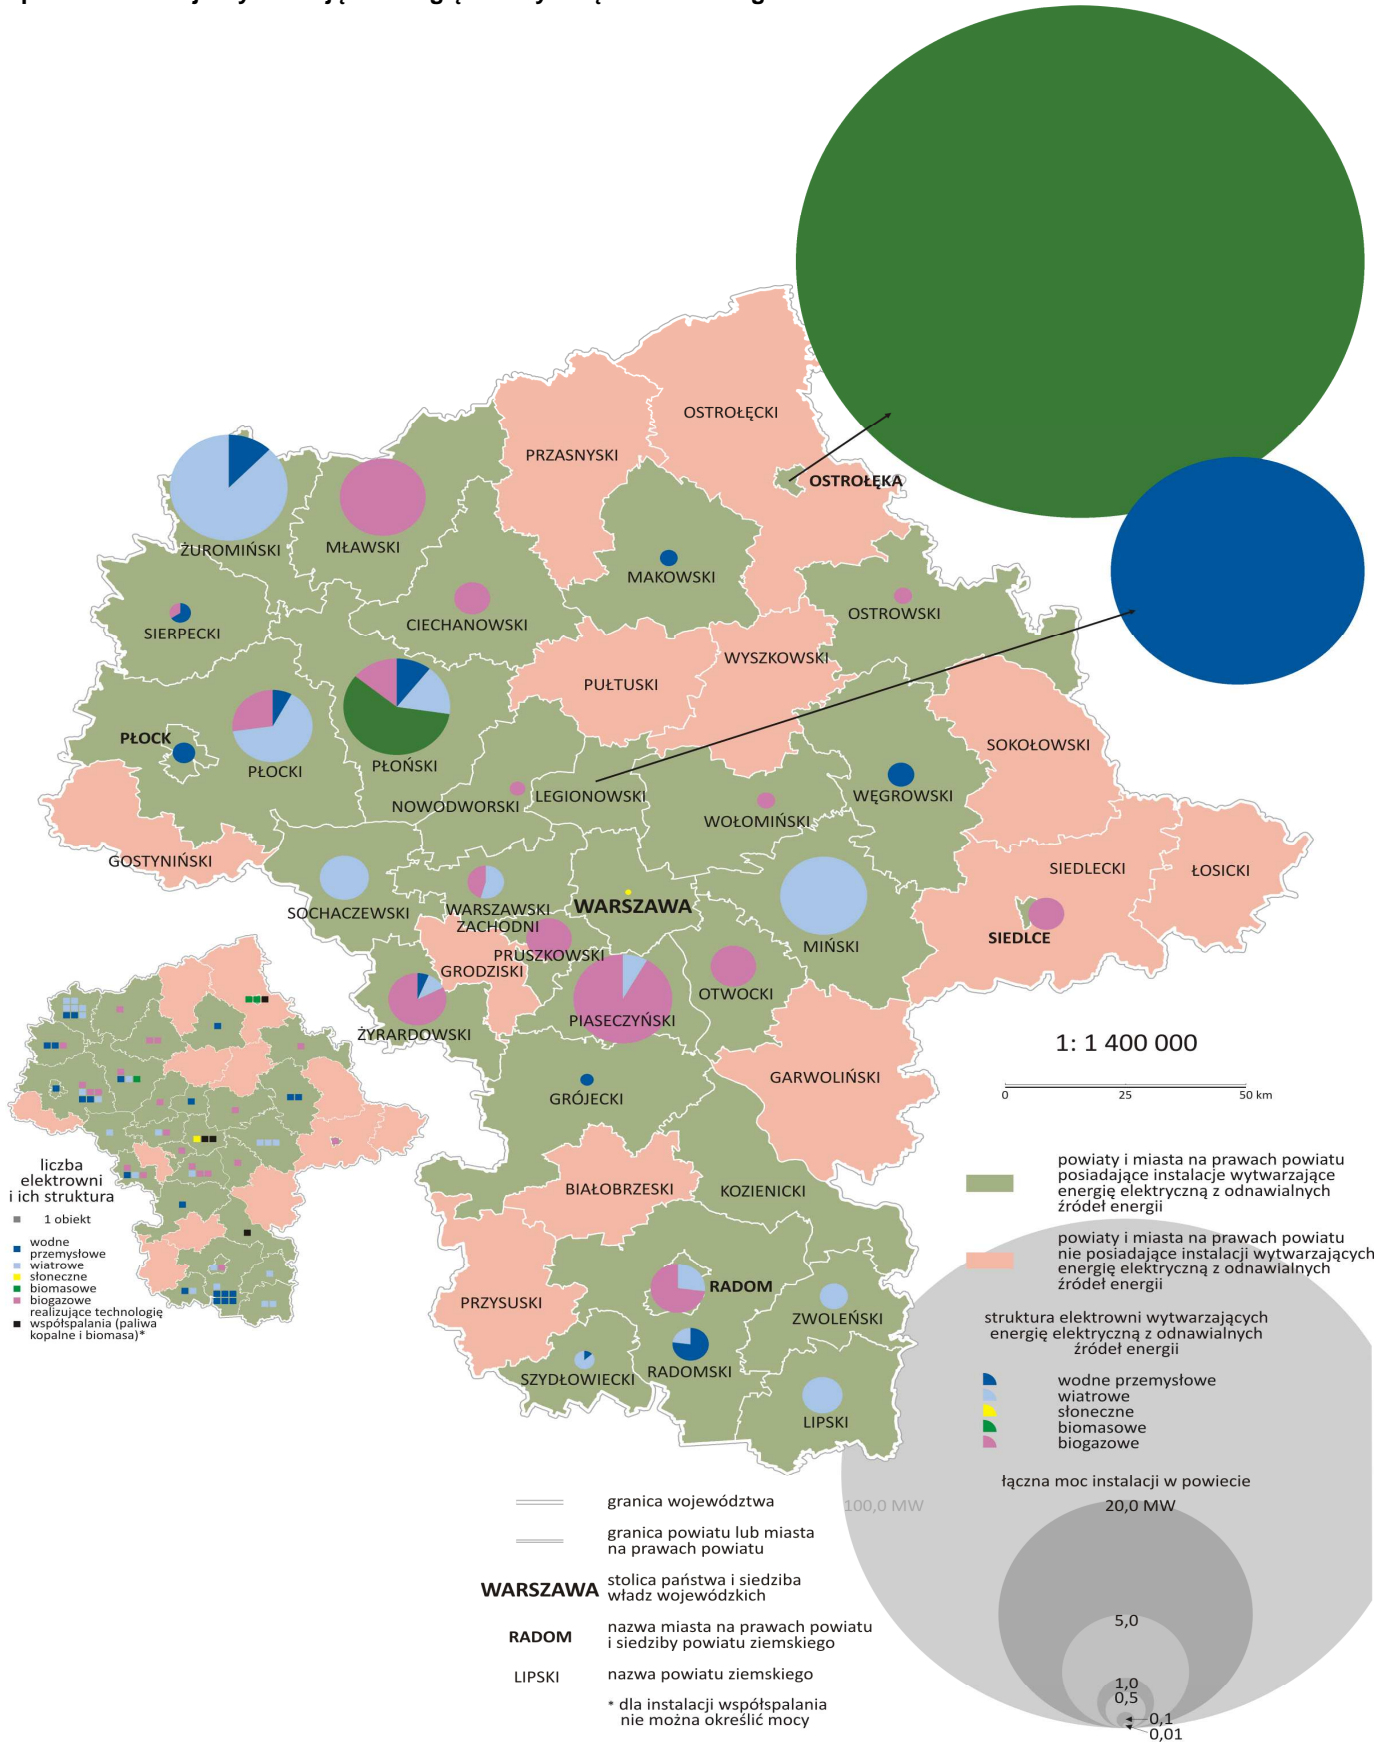 OSTROŁĘCKI
PRZASNYSKI
OSTROŁĘKA
ŻUROMIŃSKI
MŁAWSKI
MAKOWSKI
OSTROWSKI
CIECHANOWSKI
SIERPECKI
WYSZKOWSKI
PUŁTUSKI
PŁOCK
SOKOŁOWSKI
PŁOCKI
PŁOŃSKI
NOWODWORSKI
LEGIONOWSKI
WĘGROWSKI
WOŁOMIŃSKI
GOSTYNIŃSKI
SIEDLECKI
ŁOSICKI
SOCHACZEWSKI
WARSZAWSKI
ZACHODNI
WARSZAWA
SIEDLCE
MIŃSKI
PRUSZKOWSKI
GRODZISKI
OTWOCKI
PIASECZYŃSKI
ŻYRARDOWSKI
1: 1 400 000
GARWOLIŃSKI
0 25 50 km
GRÓJECKI
BIAŁOBRZESKI
KOZIENICKI
RADOM
PRZYSUSKI
ZWOLEŃSKI
SZYDŁOWIECKI
RADOMSKI
LIPSKI
liczba
elektrowni
i ich struktura
1 obiekt
wodne
przemysłowe
wiatrowe
słoneczne
biomasowe
biogazowe
realizujące technologię
współspalania (paliwa
kopalne i biomasa)*
powiaty i miasta na prawach powiatu
posiadające instalacje wytwarzające
energię elektryczną z odnawialnych
źródeł energii
powiaty i miasta na prawach powiatu
nie posiadające instalacji wytwarzających
energię elektryczną z odnawialnych
źródeł energii
struktura elektrowni wytwarzających
energię elektryczną z odnawialnych
źródeł energii
wodne przemysłowe
wiatrowe
słoneczne
biomasowe
biogazowe
łączna moc instalacji w powiecie
100,0 MW
20,0 MW
5,0
1,0
0,5
0,1
0,01
granica województwa
granica powiatu lub miasta
na prawach powiatu
WARSZAWA
stolica państwa i siedziba
władz wojewódzkich
RADOM
nazwa miasta na prawach powiatu
i siedziby powiatu ziemskiego
LIPSKI
nazwa powiatu ziemskiego
* dla instalacji współspalania
nie można określić mocy